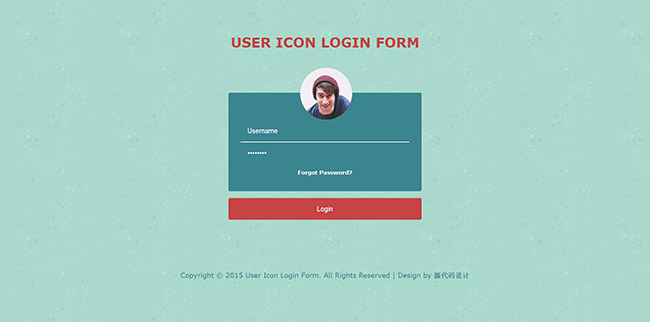 USER ICON LOGIN FORM
Username
••••••••
Forgot Password?
Login
Copyright © 2015 User Icon Login Form. All Rights Reserved | Design by 源代码设计